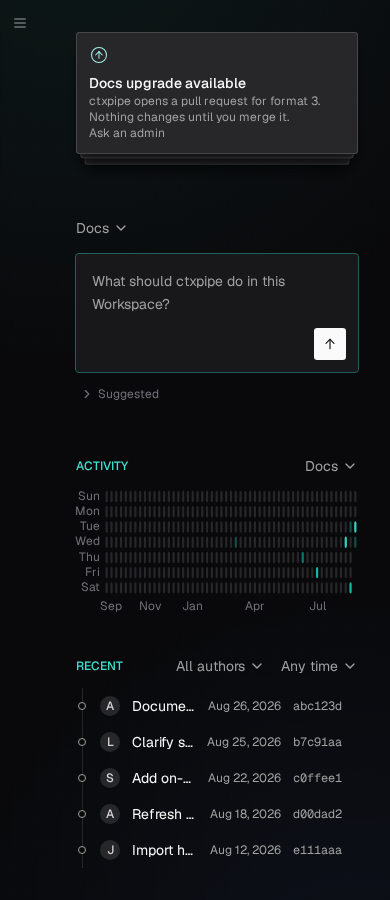 Docs upgrade available
ctxpipe opens a pull request for format 3.
Nothing changes until you merge it.
Ask an admin
Docs
What should ctxpipe do in this
Workspace?
Suggested
ACTIVITY
Docs
Sun
Mon
Tue
Wed
Thu
Fri
Sat
Sep Nov Jan Apr Jul
RECENT All authors Any time
A Docume... Aug 26, 2026 abc123d
L Clarify s... Aug 25, 2026 b7c91aa
S Add on-... Aug 22, 2026 c0ffee1
A Refresh ... Aug 18, 2026 d00dad2
J Import h... Aug 12, 2026 e111aaa